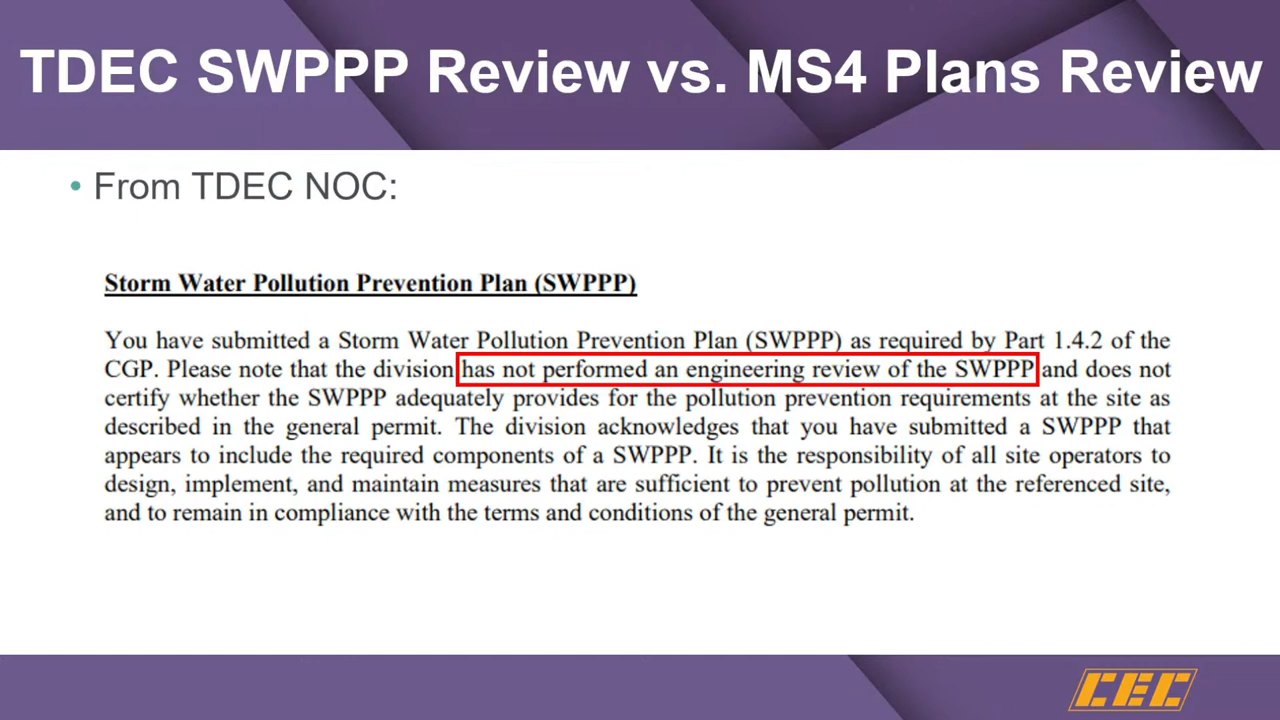 TDEC SWPPP Review vs. MS4 Plans Review
• From TDEC NOC:
Storm Water Pollution Prevention Plan (SWPPP)
You have submitted a Storm Water Pollution Prevention Plan (SWPPP) as required by Part 1.4.2 of the
CGP. Please note that the division has not performed an engineering review of the SWPPP and does not
certify whether the SWPPP adequately provides for the pollution prevention requirements at the site as
described in the general permit. The division acknowledges that you have submitted a SWPPP that
appears to include the required components of a SWPPP. It is the responsibility of all site operators to
design, implement, and maintain measures that are sufficient to prevent pollution at the referenced site,
and to remain in compliance with the terms and conditions of the general permit.
CEC